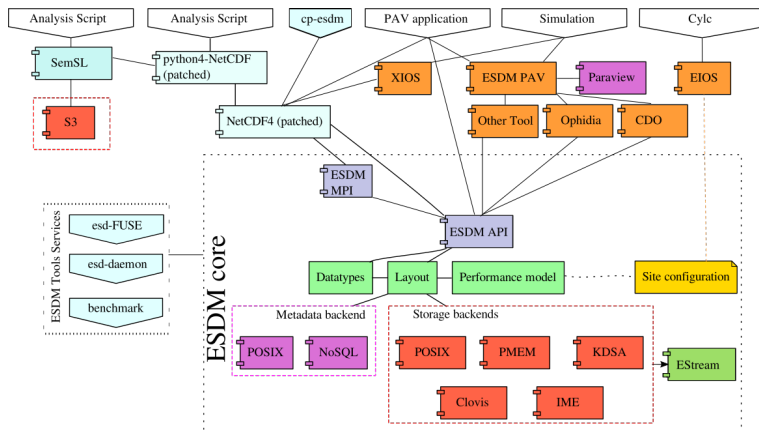 Analysis Script
Analysis Script
cp-esdm
PAV application
Simulation
Cylc
SemSL
python4-NetCDF
(patched)
XIOS
ESDM PAV
Paraview
EIOS
S3
NetCDF4 (patched)
Other Tool
Ophidia
CDO
ESDM
MPI
ESDM API
ESDM Tools Services
esd-FUSE
esd-daemon
benchmark
ESDM core
Datatypes
Layout
Performance model
Site configuration
Metadata backend
Storage backends
POSIX
NoSQL
POSIX
PMEM
KDSA
EStream
Clovis
IME